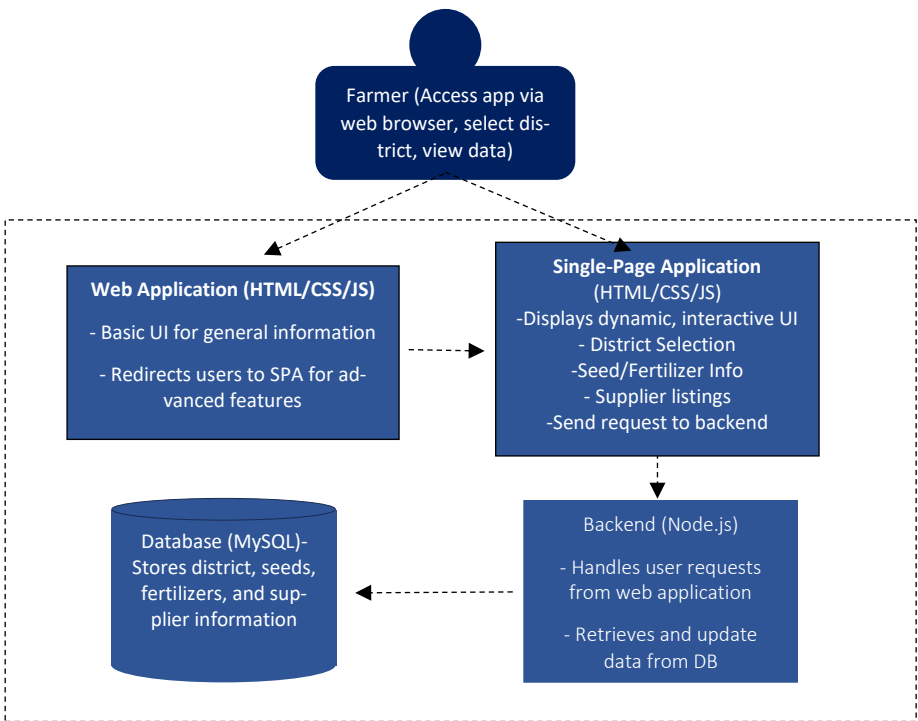 Farmer (Access app via
web browser, select dis-
trict, view data)
Web Application (HTML/CSS/JS)
- Basic UI for general information
- Redirects users to SPA for ad-
vanced features
Single-Page Application
(HTML/CSS/JS)
-Displays dynamic, interactive UI
- District Selection
-Seed/Fertilizer Info
- Supplier listings
-Send request to backend
Database (MySQL)-
Stores district, seeds,
fertilizers, and sup-
plier information
Backend (Node.js)
- Handles user requests
from web application
- Retrieves and update
data from DB